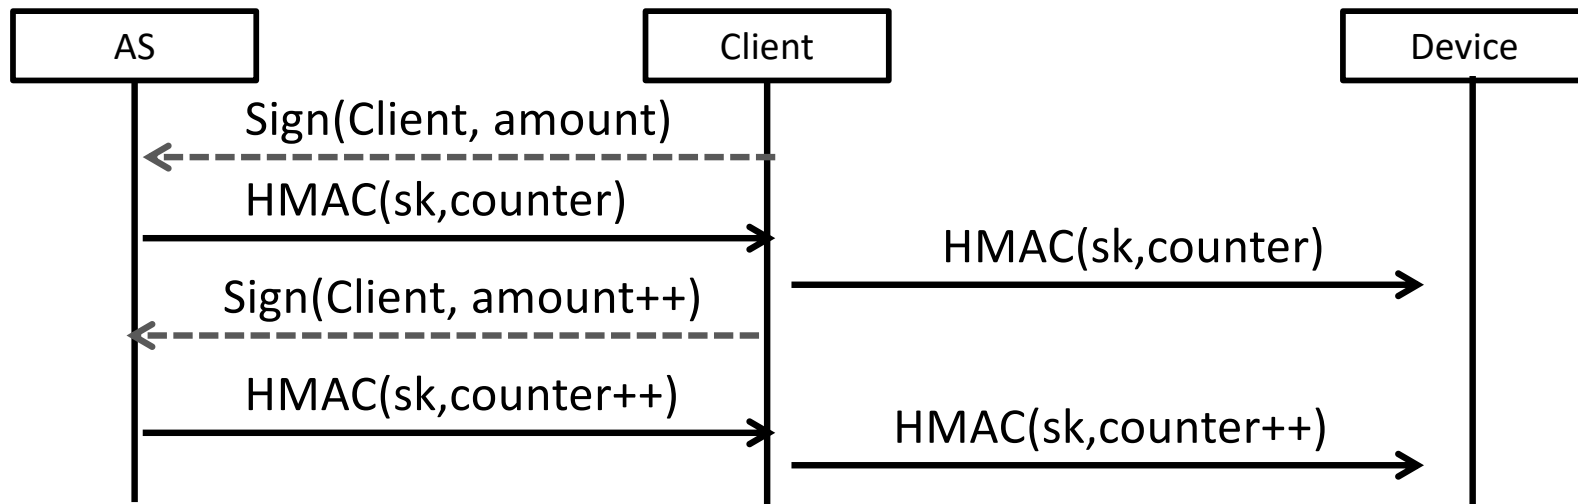 AS
Client
Device
Sign(Client, amount)
HMAC(sk,counter)
HMAC(sk,counter)
Sign(Client, amount++)
HMAC(sk,counter++)
HMAC(sk,counter++)